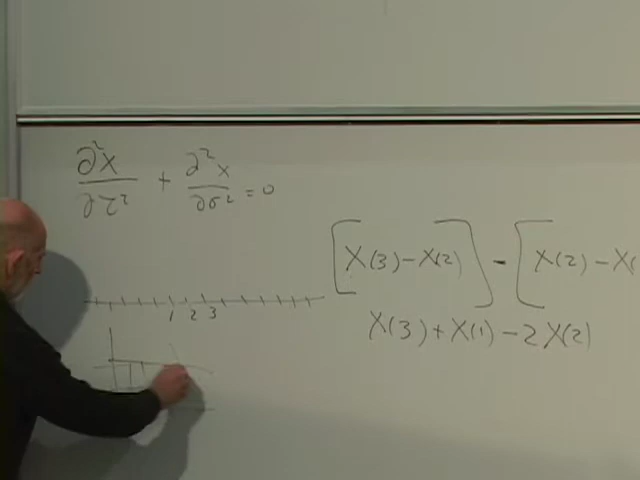 ∂²X/∂τ² + ∂²X/∂σ² = 0
[X(3) - X(2)] - [X(2) - X(
1 2 3
X(3) + X(1) - 2X(2)